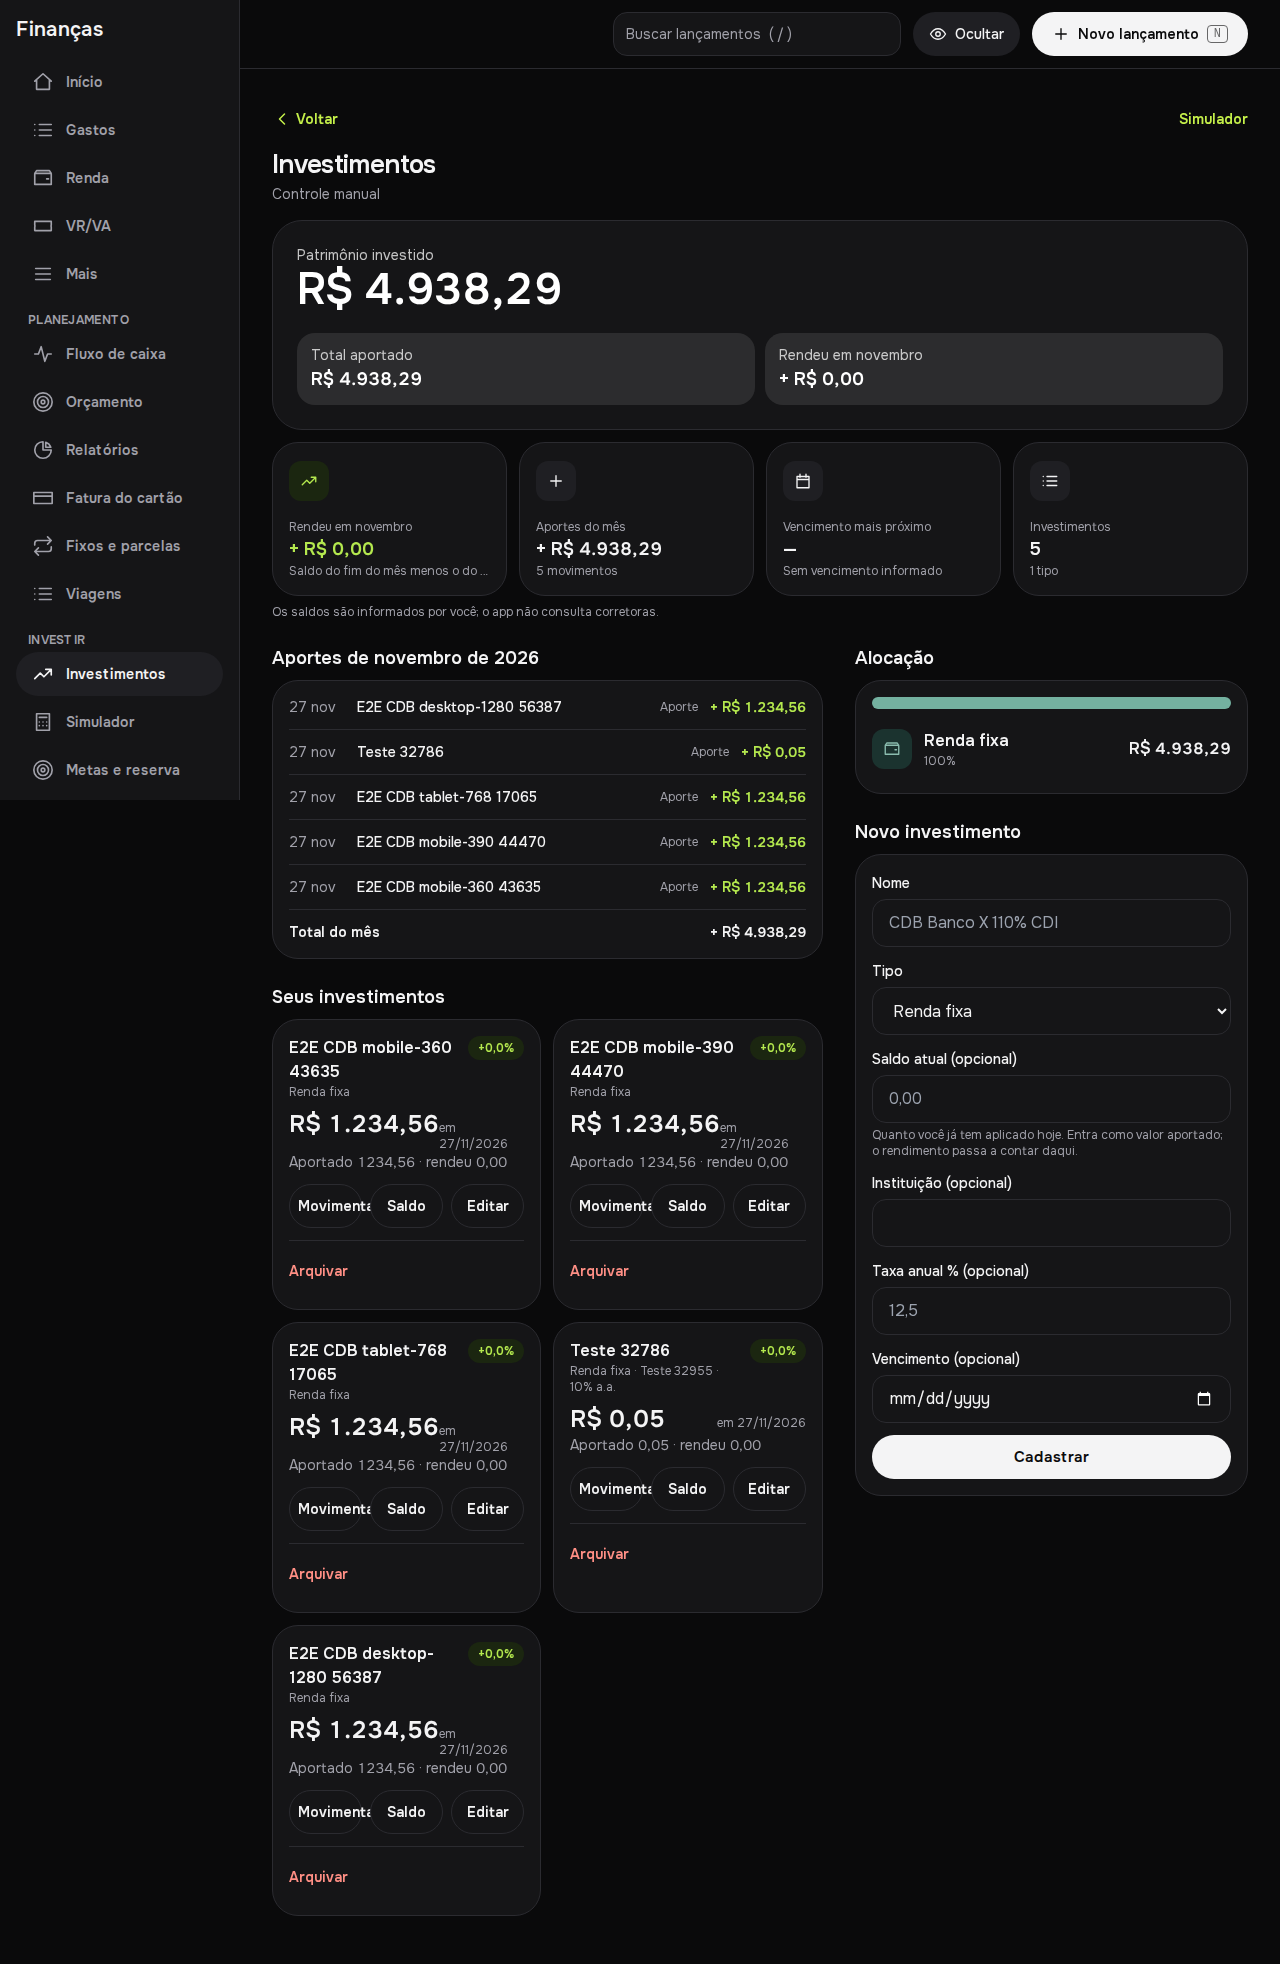 Finanças
Início
Gastos
Renda
VR/VA
Mais
PLANEJAMENTO
Fluxo de caixa
Orçamento
Relatórios
Fatura do cartão
Fixos e parcelas
Viagens
INVESTIR
Investimentos
Simulador
Metas e reserva
Buscar lançamentos ( / )
Ocultar
Novo lançamento N
Voltar
Simulador
Investimentos
Controle manual
Patrimônio investido
R$ 4.938,29
Total aportado
R$ 4.938,29
Rendeu em novembro
+ R$ 0,00
Rendeu em novembro
+ R$ 0,00
Saldo do fim do mês menos o do ...
Aportes do mês
+ R$ 4.938,29
5 movimentos
Vencimento mais próximo
—
Sem vencimento informado
Investimentos
5
1 tipo
Os saldos são informados por você; o app não consulta corretoras.
Aportes de novembro de 2026
27 nov E2E CDB desktop-1280 56387 Aporte + R$ 1.234,56
27 nov Teste 32786 Aporte + R$ 0,05
27 nov E2E CDB tablet-768 17065 Aporte + R$ 1.234,56
27 nov E2E CDB mobile-390 44470 Aporte + R$ 1.234,56
27 nov E2E CDB mobile-360 43635 Aporte + R$ 1.234,56
Total do mês + R$ 4.938,29
Seus investimentos
E2E CDB mobile-360
43635
+0,0%
Renda fixa
R$ 1.234,56 em
27/11/2026
Aportado 1234,56 · rendeu 0,00
Movimenta Saldo Editar
Arquivar
E2E CDB mobile-390
44470
+0,0%
Renda fixa
R$ 1.234,56 em
27/11/2026
Aportado 1234,56 · rendeu 0,00
Movimenta Saldo Editar
Arquivar
E2E CDB tablet-768
17065
+0,0%
Renda fixa
R$ 1.234,56 em
27/11/2026
Aportado 1234,56 · rendeu 0,00
Movimenta Saldo Editar
Arquivar
Teste 32786
+0,0%
Renda fixa · Teste 32955 ·
10% a.a.
R$ 0,05 em 27/11/2026
Aportado 0,05 · rendeu 0,00
Movimenta Saldo Editar
Arquivar
E2E CDB desktop-
1280 56387
+0,0%
Renda fixa
R$ 1.234,56 em
27/11/2026
Aportado 1234,56 · rendeu 0,00
Movimenta Saldo Editar
Arquivar
Alocação
Renda fixa
100%
R$ 4.938,29
Novo investimento
Nome
CDB Banco X 110% CDI
Tipo
Renda fixa
Saldo atual (opcional)
0,00
Quanto você já tem aplicado hoje. Entra como valor aportado;
o rendimento passa a contar daqui.
Instituição (opcional)
Taxa anual % (opcional)
12,5
Vencimento (opcional)
mm/dd/yyyy
Cadastrar